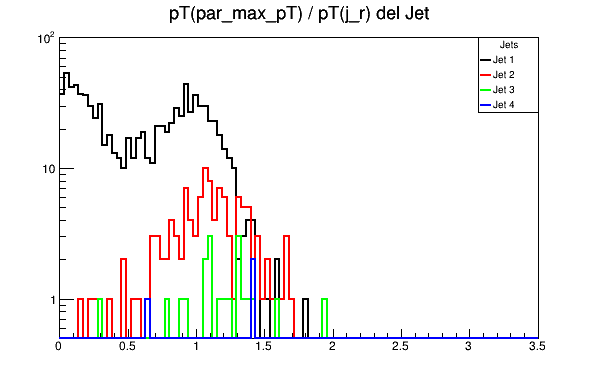 pT(par_max_pT) / pT(j_r) del Jet
10²
10
1
Jets
Jet 1
Jet 2
Jet 3
Jet 4
0 0.5 1 1.5 2 2.5 3 3.5